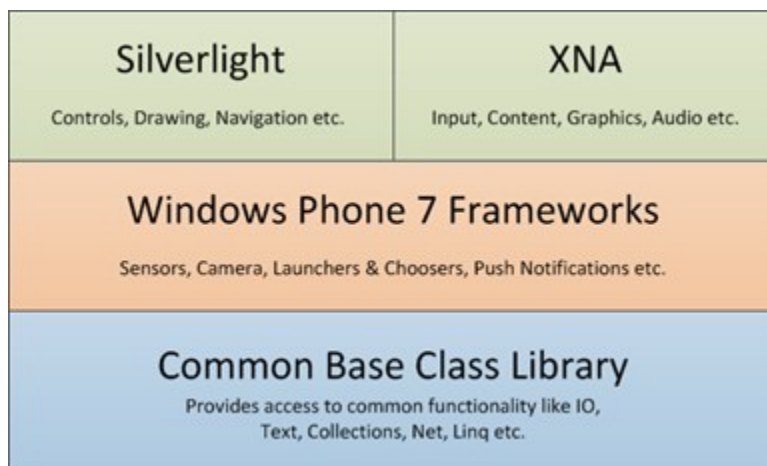 Silverlight
Controls, Drawing, Navigation etc.
XNA
Input, Content, Graphics, Audio etc.
Windows Phone 7 Frameworks
Sensors, Camera, Launchers & Choosers, Push Notifications etc.
Common Base Class Library
Provides access to common functionality like IO,
Text, Collections, Net, Linq etc.